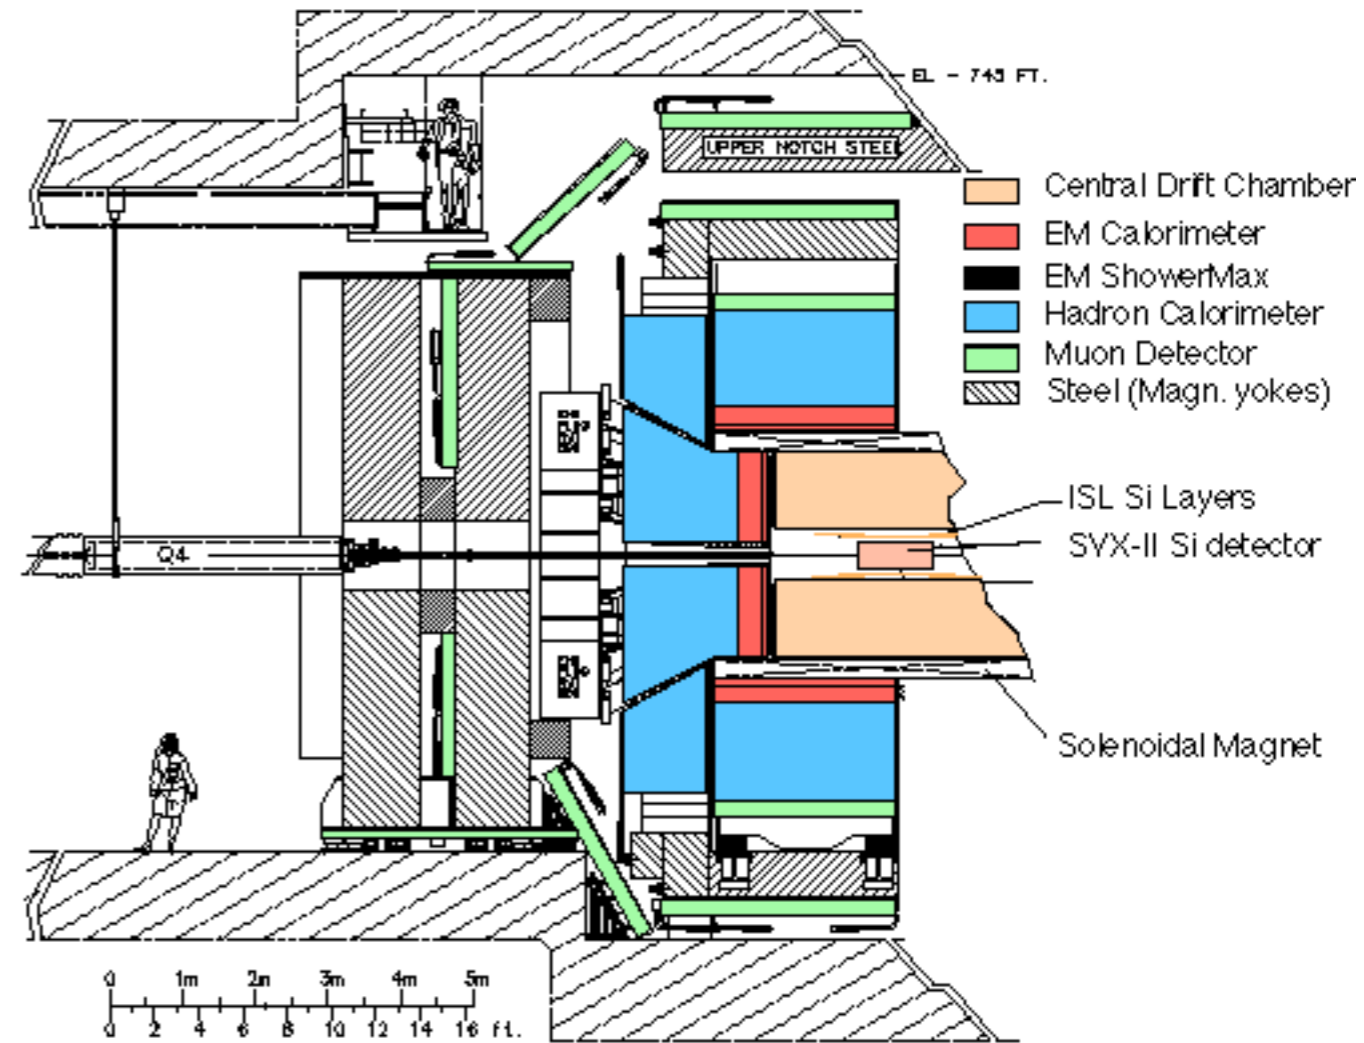 EL - 745 FT.
UPPER NOTCH STEEL
Central Drift Chamber
EM Calorimeter
EM ShowerMax
Hadron Calorimeter
Muon Detector
Steel (Magn. yokes)
ISL Si Layers
SVX-II Si detector
Q4
Solenoidal Magnet
0 1m 2m 3m 4m 5m
0 2 4 6 8 10 12 14 16 ft.